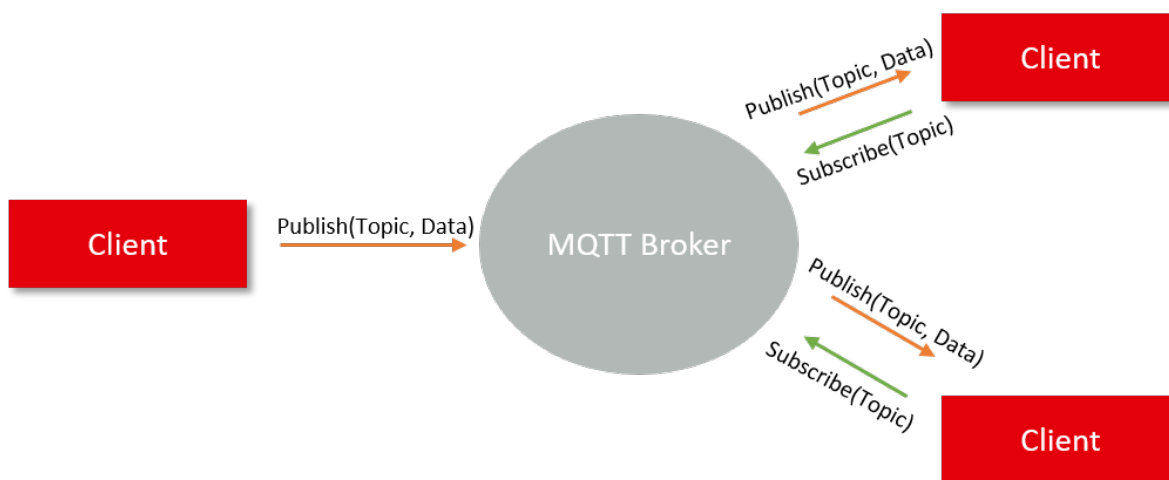 Client
Publish(Topic, Data)
MQTT Broker
Publish(Topic, Data)
Subscribe(Topic)
Client
Publish(Topic, Data)
Subscribe(Topic)
Client